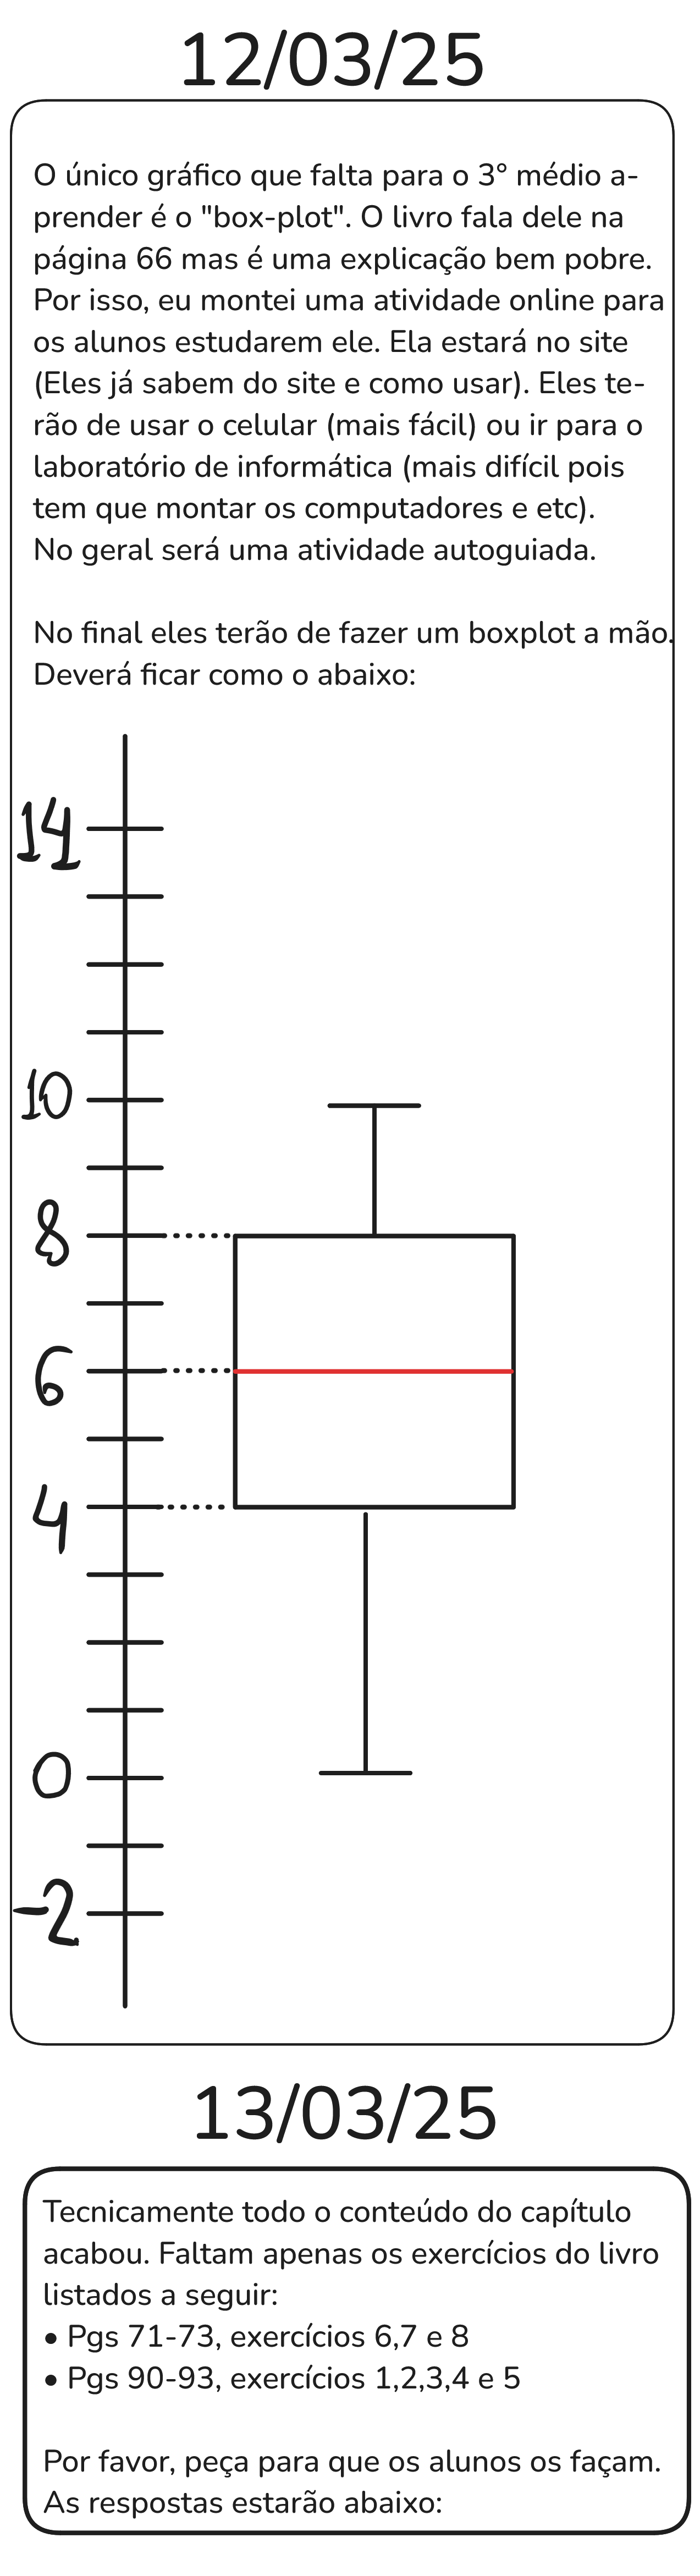 12/03/25
O único gráfico que falta para o 3° médio a-
prender é o "box-plot". O livro fala dele na
página 66 mas é uma explicação bem pobre.
Por isso, eu montei uma atividade online para
os alunos estudarem ele. Ela estará no site
(Eles já sabem do site e como usar). Eles te-
rão de usar o celular (mais fácil) ou ir para o
laboratório de informática (mais difícil pois
tem que montar os computadores e etc).
No geral será uma atividade autoguiada.
No final eles terão de fazer um boxplot a mão.
Deverá ficar como o abaixo:
14
10
8
6
4
0
-2
13/03/25
Tecnicamente todo o conteúdo do capítulo
acabou. Faltam apenas os exercícios do livro
listados a seguir:
• Pgs 71-73, exercícios 6,7 e 8
• Pgs 90-93, exercícios 1,2,3,4 e 5
Por favor, peça para que os alunos os façam.
As respostas estarão abaixo: